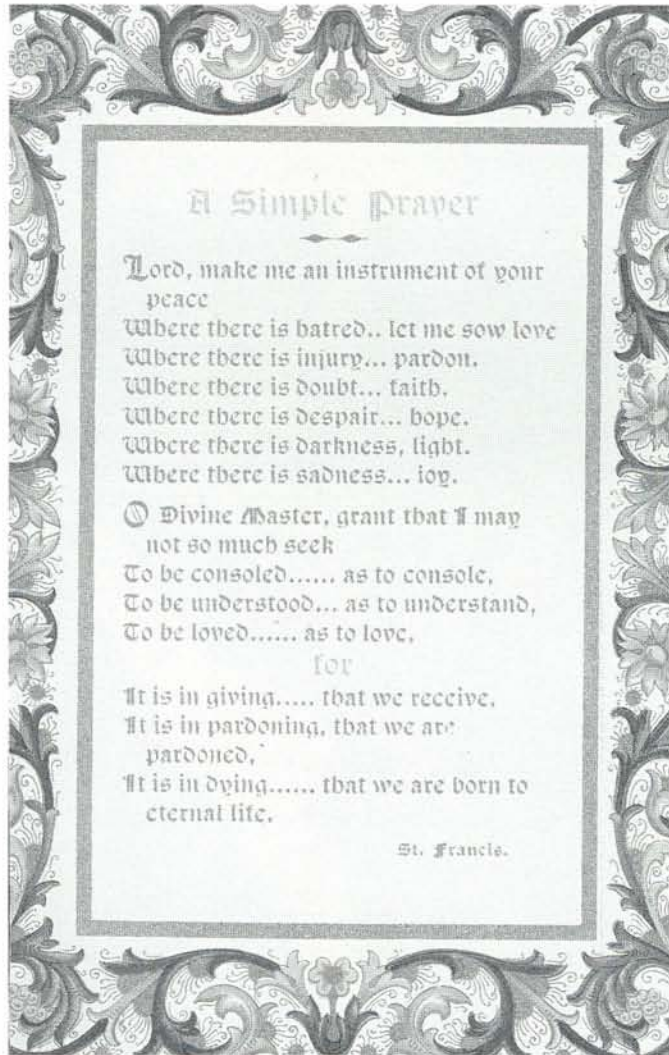 A Simple Prayer
Lord, make me an instrument of your
peace
Where there is hatred.. let me sow love
Where there is injury... pardon.
Where there is doubt... faith.
Where there is despair... hope.
Where there is darkness, light.
Where there is sadness... joy.
O Divine Master, grant that I may
not so much seek
To be consoled...... as to console,
To be understood... as to understand,
To be loved...... as to love,
for
It is in giving..... that we receive,
It is in pardoning, that we are
pardoned,
It is in dying...... that we are born to
eternal life.
St. Francis.